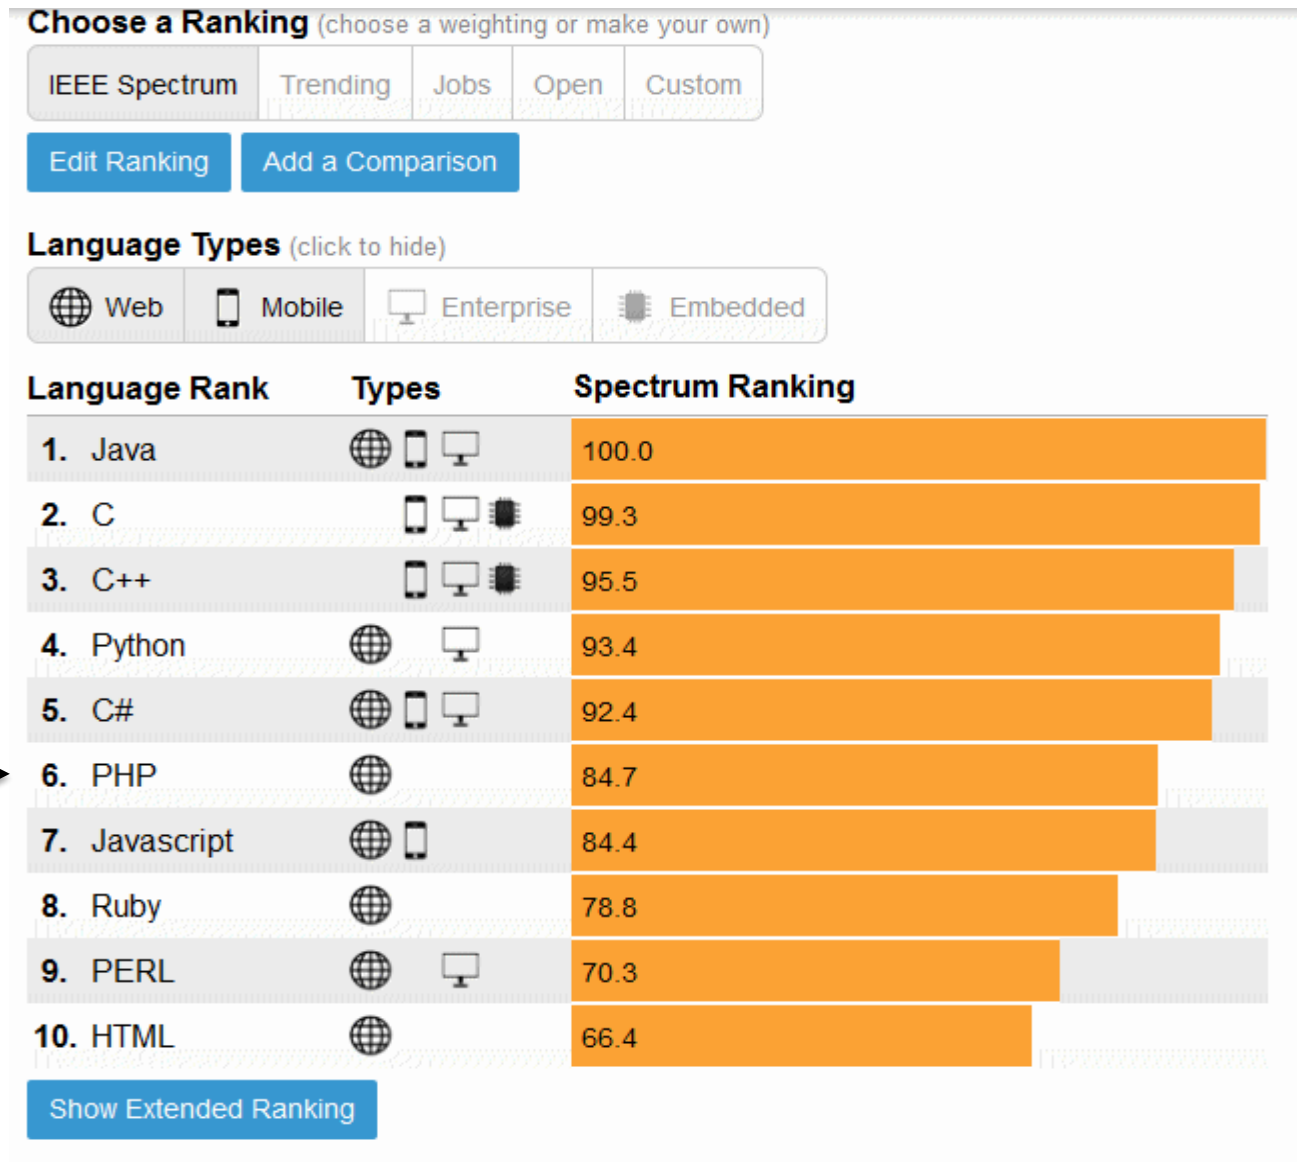 Choose a Ranking (choose a weighting or make your own)
IEEE Spectrum Trending Jobs Open Custom
Edit Ranking Add a Comparison
Language Types (click to hide)
Web Mobile Enterprise Embedded
Language Rank Types Spectrum Ranking
1. Java 100.0
2. C 99.3
3. C++ 95.5
4. Python 93.4
5. C# 92.4
6. PHP 84.7
7. Javascript 84.4
8. Ruby 78.8
9. PERL 70.3
10. HTML 66.4
Show Extended Ranking